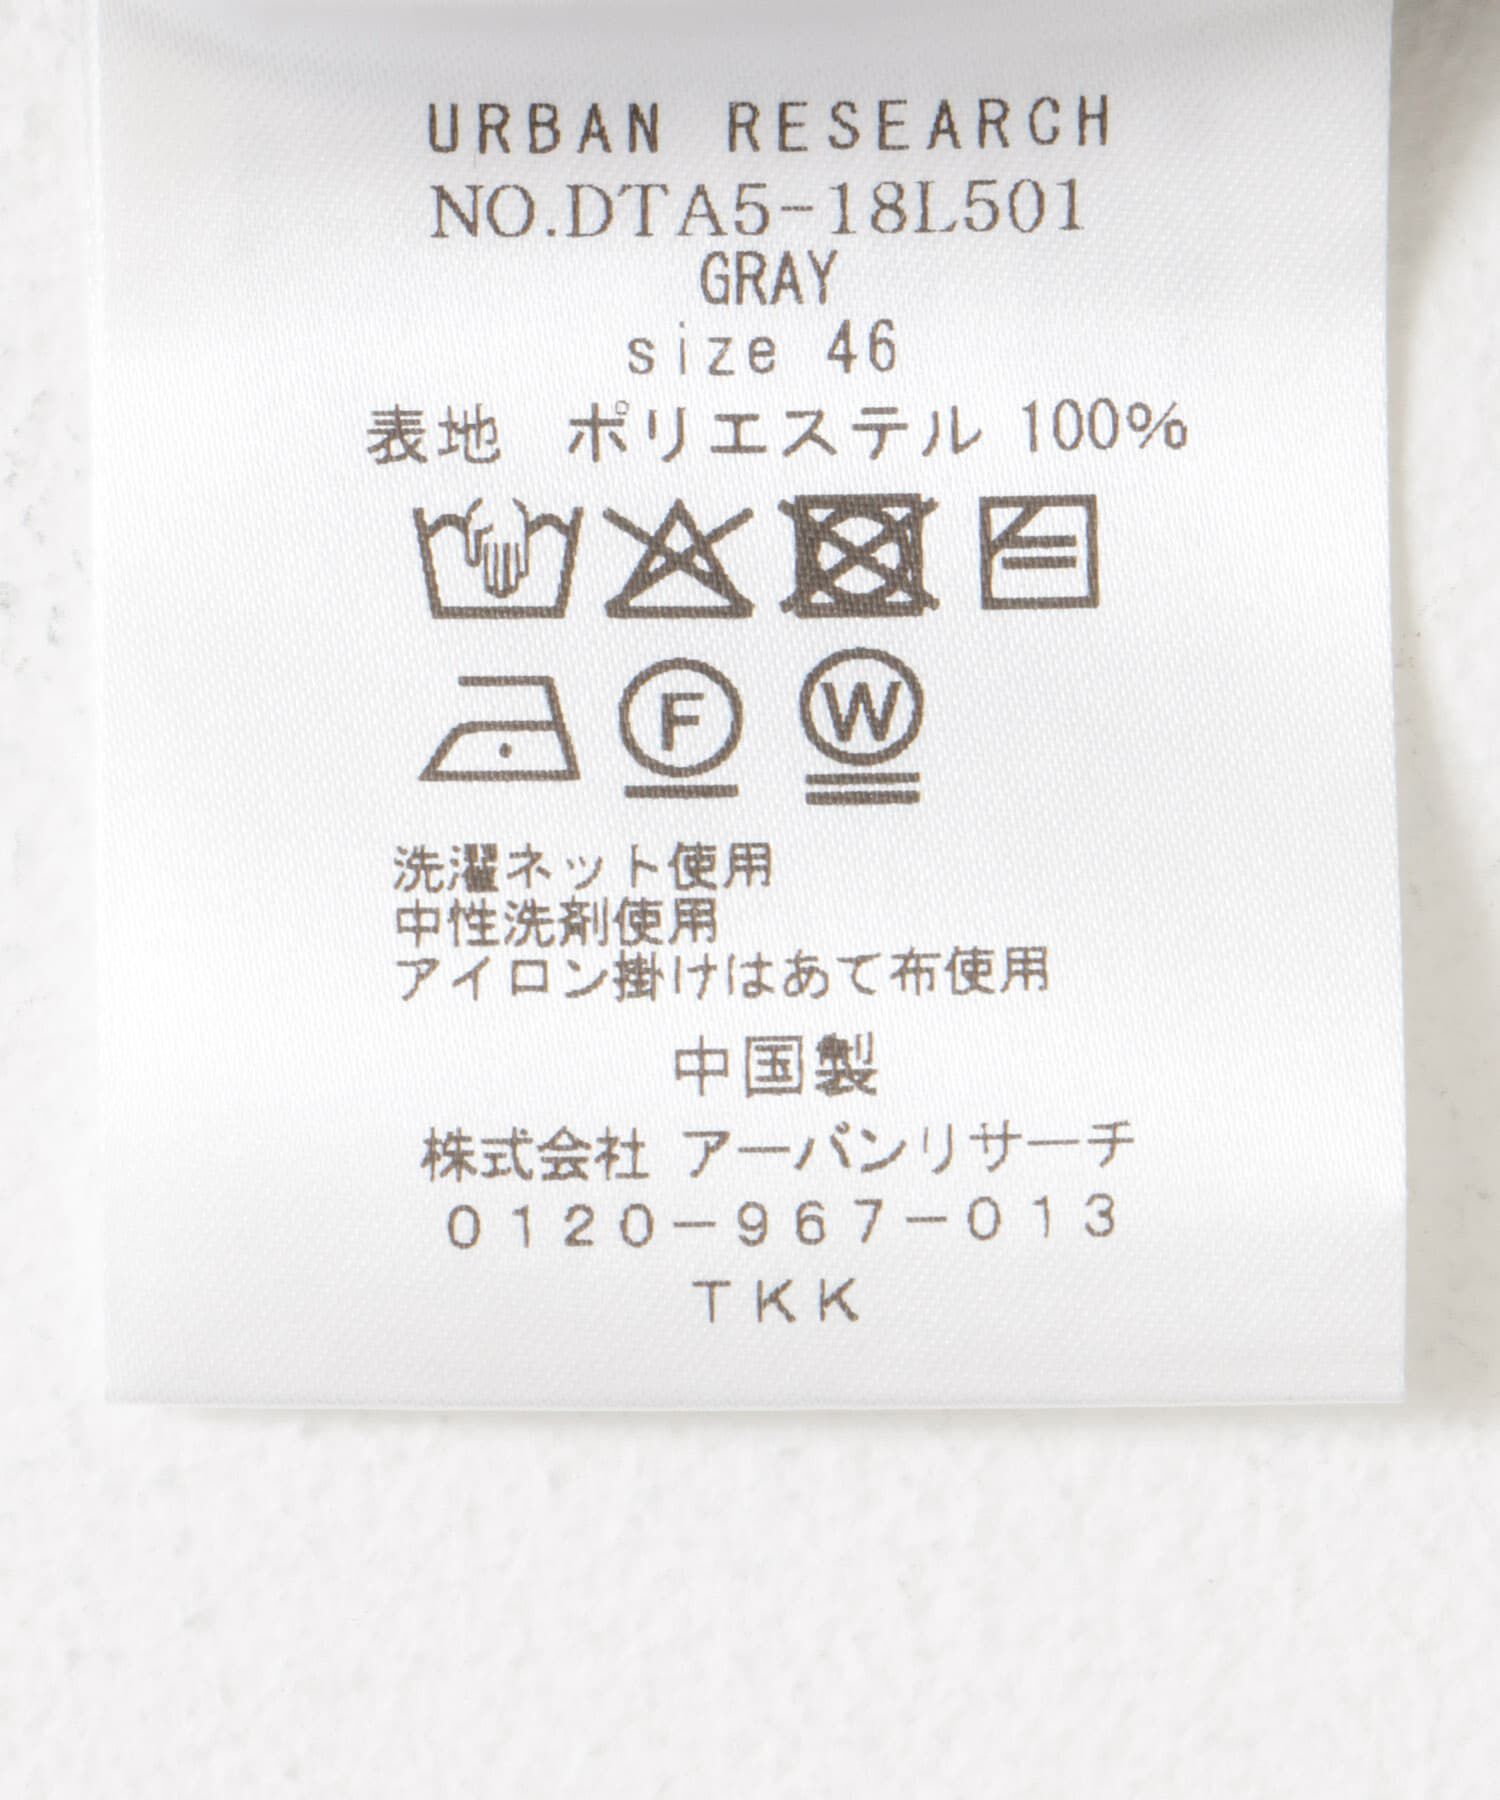 URBAN RESEARCH
NO.DTA5-18L501
GRAY
size 46
表地 ポリエステル 100%
F W
洗濯ネット使用
中性洗剤使用
アイロン掛けはあて布使用
中国製
株式会社 アーバンリサーチ
0120-967-013
TKK